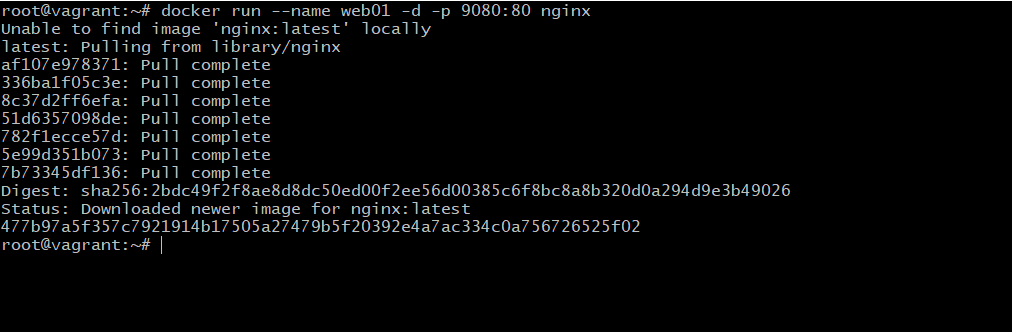 root@vagrant:~# docker run --name web01 -d -p 9080:80 nginx
Unable to find image 'nginx:latest' locally
latest: Pulling from library/nginx
af107e978371: Pull complete
336ba1f05c3e: Pull complete
8c37d2ff6efa: Pull complete
51d6357098de: Pull complete
782f1ecce57d: Pull complete
5e99d351b073: Pull complete
7b73345df136: Pull complete
Digest: sha256:2bdc49f2f8ae8d8dc50ed00f2ee56d00385c6f8bc8a8b320d0a294d9e3b49026
Status: Downloaded newer image for nginx:latest
477b97a5f357c7921914b17505a27479b5f20392e4a7ac334c0a756726525f02
root@vagrant:~#